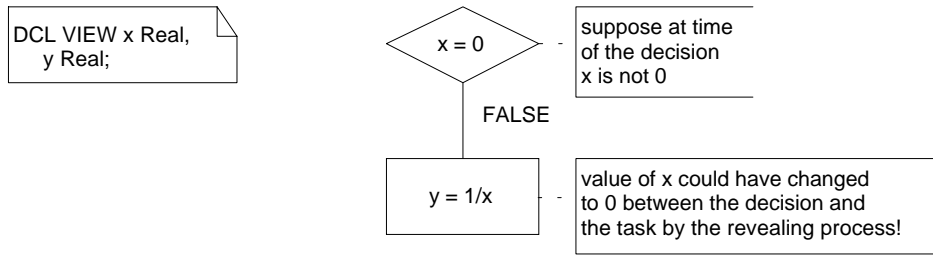 DCL VIEW x Real,
y Real;
x = 0
suppose at time
of the decision
x is not 0
FALSE
y = 1/x
value of x could have changed
to 0 between the decision and
the task by the revealing process!